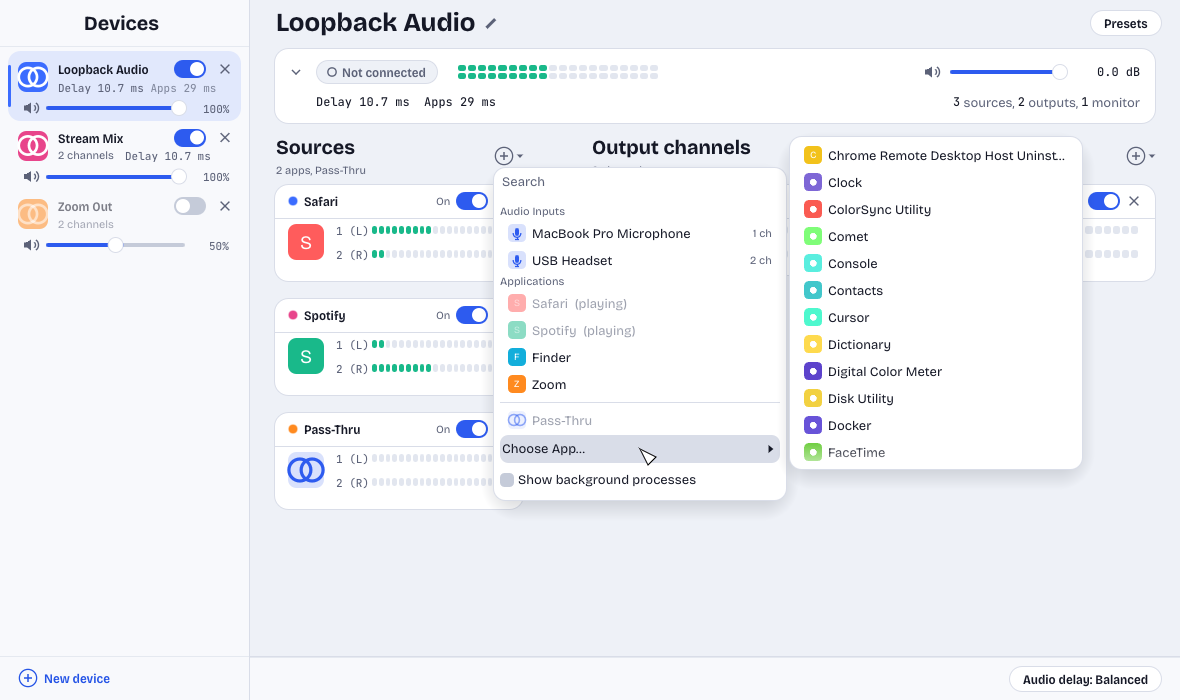 Devices
Loopback Audio
Delay 10.7 ms Apps 29 ms
100%
Stream Mix
2 channels Delay 10.7 ms
100%
Zoom Out
2 channels
50%
New device
Loopback Audio
Presets
Not connected
0.0 dB
Delay 10.7 ms Apps 29 ms
3 sources, 2 outputs, 1 monitor
Sources
2 apps, Pass-Thru
Output channels
Safari On
S
1 (L)
2 (R)
Spotify On
S
1 (L)
2 (R)
Pass-Thru On
1 (L)
2 (R)
Search
Audio Inputs
MacBook Pro Microphone 1 ch
USB Headset 2 ch
Applications
S Safari (playing)
S Spotify (playing)
F Finder
Z Zoom
Pass-Thru
Choose App...
Show background processes
C Chrome Remote Desktop Host Uninst...
Clock
ColorSync Utility
Comet
Console
Contacts
Cursor
Dictionary
Digital Color Meter
Disk Utility
Docker
FaceTime
Audio delay: Balanced